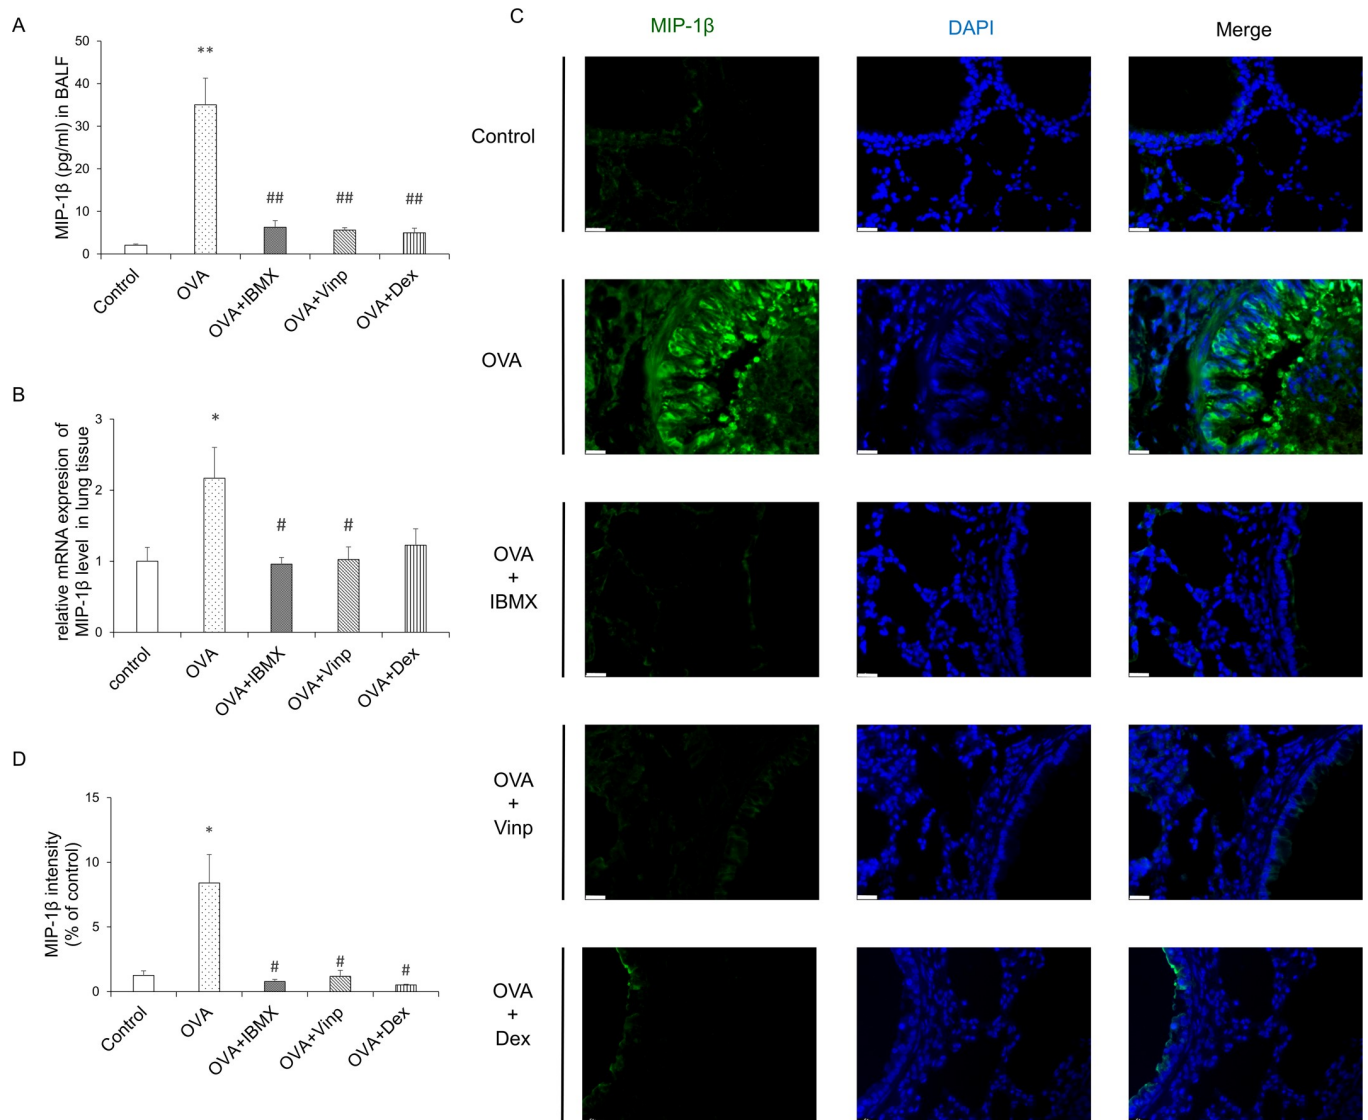 A
MIP-1β (pg/ml) in BALF
50
40
30
20
10
0
**
##
##
##
Control
OVA
OVA+IBMX
OVA+Vinp
OVA+Dex
B
relative mRNA expresion of
MIP-1β level in lung tissue
3
2
1
0
*
#
#
control
OVA
OVA+IBMX
OVA+Vinp
OVA+Dex
D
MIP-1β intensity
(% of control)
15
10
5
0
*
#
#
#
Control
OVA
OVA+IBMX
OVA+Vinp
OVA+Dex
C
MIP-1β
DAPI
Merge
Control
OVA
OVA
+
IBMX
OVA
+
Vinp
OVA
+
Dex